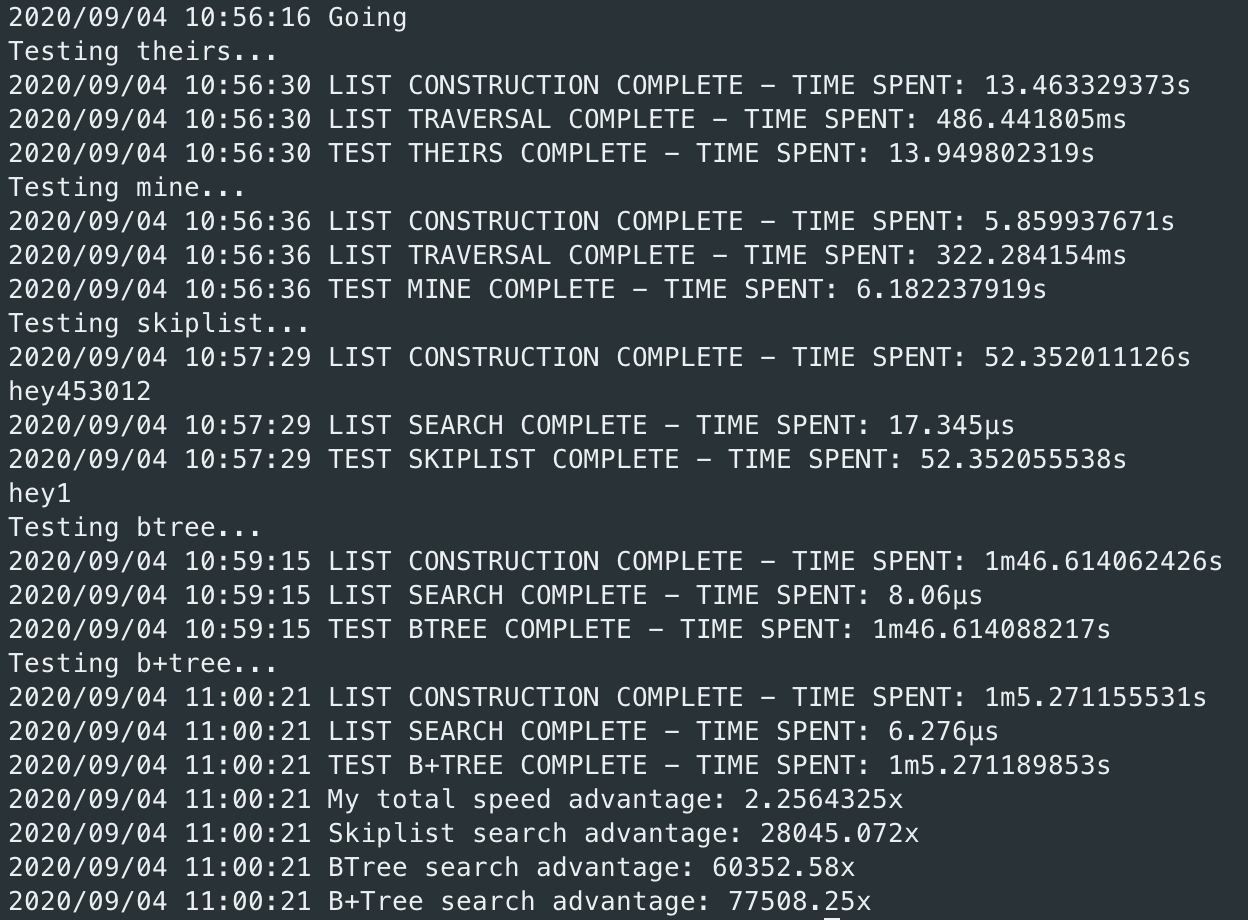 2020/09/04 10:56:16 Going
Testing theirs...
2020/09/04 10:56:30 LIST CONSTRUCTION COMPLETE – TIME SPENT: 13.463329373s
2020/09/04 10:56:30 LIST TRAVERSAL COMPLETE – TIME SPENT: 486.441805ms
2020/09/04 10:56:30 TEST THEIRS COMPLETE – TIME SPENT: 13.949802319s
Testing mine...
2020/09/04 10:56:36 LIST CONSTRUCTION COMPLETE – TIME SPENT: 5.859937671s
2020/09/04 10:56:36 LIST TRAVERSAL COMPLETE – TIME SPENT: 322.284154ms
2020/09/04 10:56:36 TEST MINE COMPLETE – TIME SPENT: 6.182237919s
Testing skiplist...
2020/09/04 10:57:29 LIST CONSTRUCTION COMPLETE – TIME SPENT: 52.352011126s
hey453012
2020/09/04 10:57:29 LIST SEARCH COMPLETE – TIME SPENT: 17.345µs
2020/09/04 10:57:29 TEST SKIPLIST COMPLETE – TIME SPENT: 52.352055538s
hey1
Testing btree...
2020/09/04 10:59:15 LIST CONSTRUCTION COMPLETE – TIME SPENT: 1m46.614062426s
2020/09/04 10:59:15 LIST SEARCH COMPLETE – TIME SPENT: 8.06µs
2020/09/04 10:59:15 TEST BTREE COMPLETE – TIME SPENT: 1m46.614088217s
Testing b+tree...
2020/09/04 11:00:21 LIST CONSTRUCTION COMPLETE – TIME SPENT: 1m5.271155531s
2020/09/04 11:00:21 LIST SEARCH COMPLETE – TIME SPENT: 6.276µs
2020/09/04 11:00:21 TEST B+TREE COMPLETE – TIME SPENT: 1m5.271189853s
2020/09/04 11:00:21 My total speed advantage: 2.2564325x
2020/09/04 11:00:21 Skiplist search advantage: 28045.072x
2020/09/04 11:00:21 BTree search advantage: 60352.58x
2020/09/04 11:00:21 B+Tree search advantage: 77508.25x